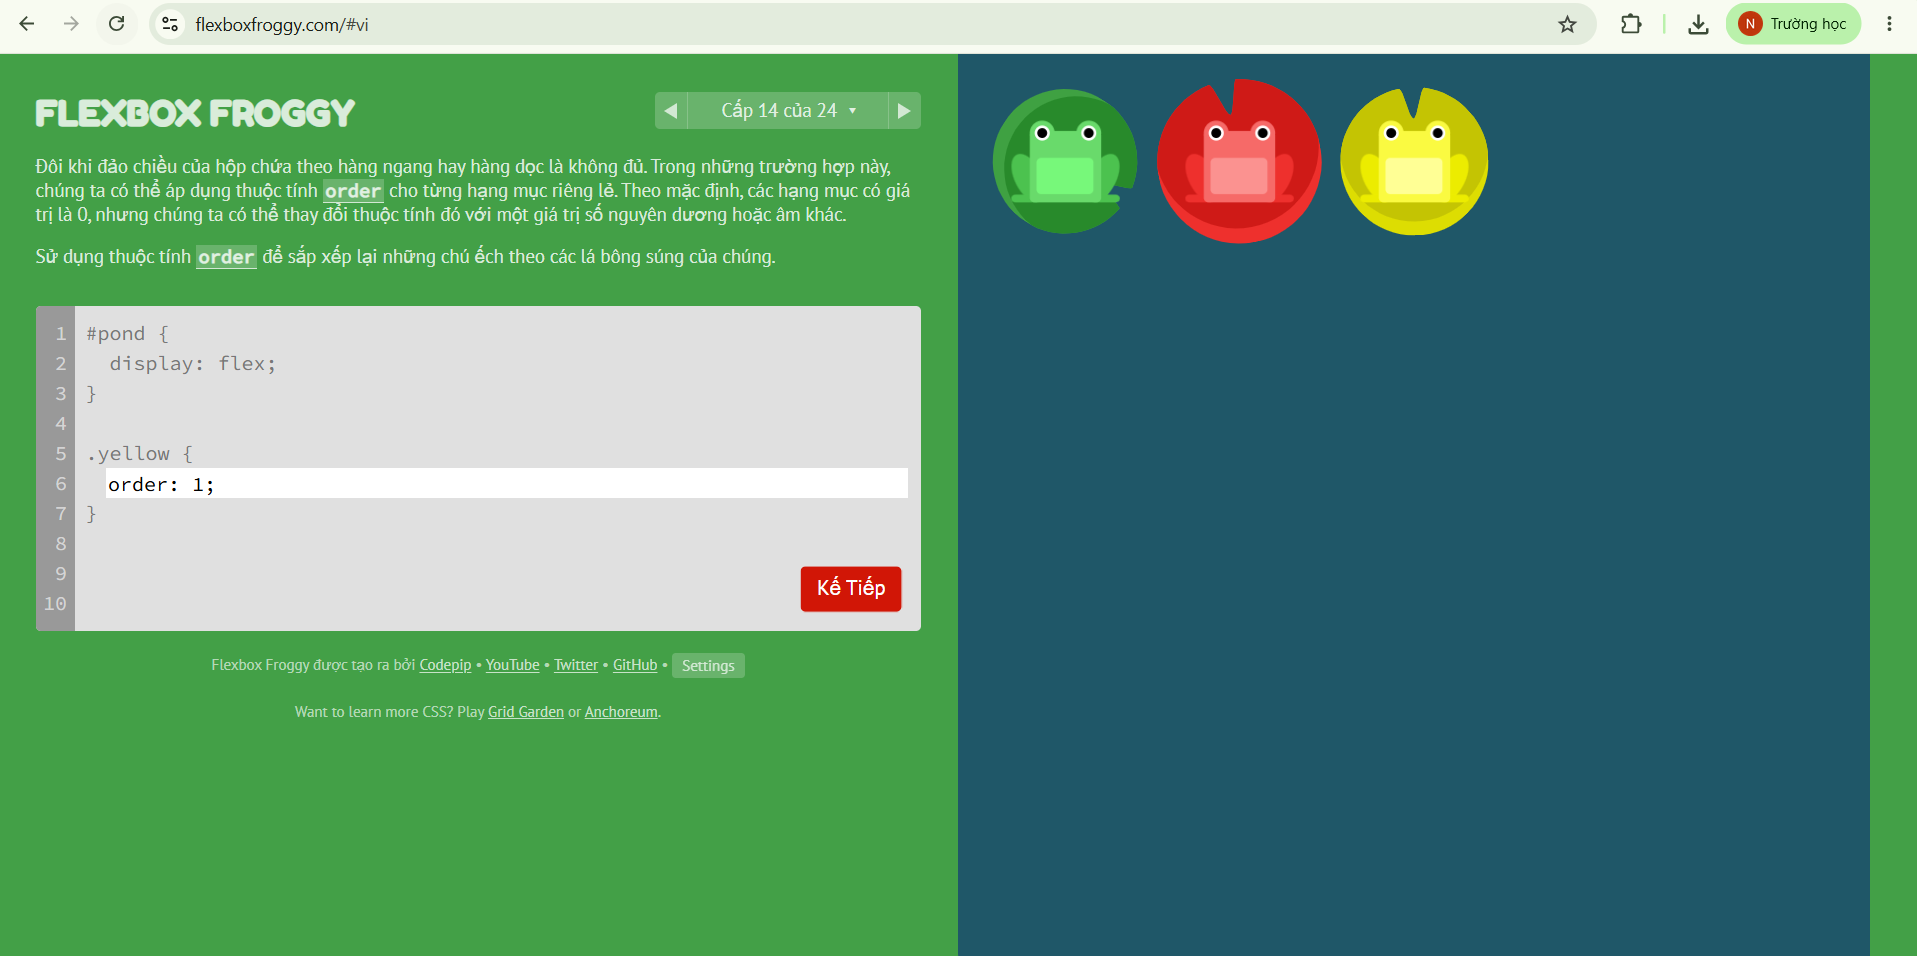 flexboxfroggy.com/#vi
N Trường học
FLEXBOX FROGGY
Cấp 14 của 24
Đôi khi đảo chiều của hộp chứa theo hàng ngang hay hàng dọc là không đủ. Trong những trường hợp này,
chúng ta có thể áp dụng thuộc tính order cho từng hạng mục riêng lẻ. Theo mặc định, các hạng mục có giá
trị là 0, nhưng chúng ta có thể thay đổi thuộc tính đó với một giá trị số nguyên dương hoặc âm khác.
Sử dụng thuộc tính order để sắp xếp lại những chú ếch theo các lá bông súng của chúng.
1 #pond {
2 display: flex;
3 }
4
5 .yellow {
6 order: 1;
7 }
8
9
10
Kế Tiếp
Flexbox Froggy được tạo ra bởi Codepip • YouTube • Twitter • GitHub • Settings
Want to learn more CSS? Play Grid Garden or Anchoreum.